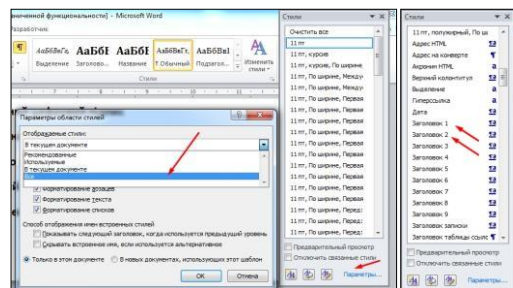 аниченной функциональности] - Microsoft Word
Разработчик
АаБбВвГг, АаБбІ АаБбІ АаБбВвГг, АаБбВвІ
Выделение Заголово... Название ¶ Обычный Подзагол... Изменить стили
Стили
Параметры области стилей
Отображаемые стили:
В текущем документе
Рекомендованные
Используемые
В текущем документе
Все
Форматирование абзацев
Форматирование текста
Форматирование списков
Способ отображения имен встроенных стилей
Показывать следующий заголовок, когда используется предыдущий уровень
Скрывать встроенное имя, если используется альтернативное
Только в этом документе В новых документах, использующих этот шаблон
ОК Отмена
Стили
Очистить все
11 пт
11 пт, курсив
11 пт, курсив, По ширине
11 пт, По ширине, Между
11 пт, По ширине, Между
11 пт, По ширине, Первая
11 пт, По ширине, Первая
11 пт, По ширине, Первая
11 пт, По ширине, Первая
11 пт, По ширине, Первая
11 пт, По ширине, Первая
11 пт, По ширине, Первая
11 пт, По ширине, Первая
11 пт, По ширине, Перед:
11 пт, По ширине, Перед:
11 пт, По ширине, Перед:
Предварительный просмотр
Отключить связанные стили
Параметры...
Стили
11 пт, полужирный, По ш
Адрес HTML
Адрес на конверте
Акроним HTML
Верхний колонтитул
Выделение
Гиперссылка
Дата
Заголовок 1
Заголовок 2
Заголовок 3
Заголовок 4
Заголовок 5
Заголовок 6
Заголовок 7
Заголовок 8
Заголовок 9
Заголовок записки
Заголовок таблицы ссылс
Предварительный просмотр
Отключить связанные стили
Параметры...